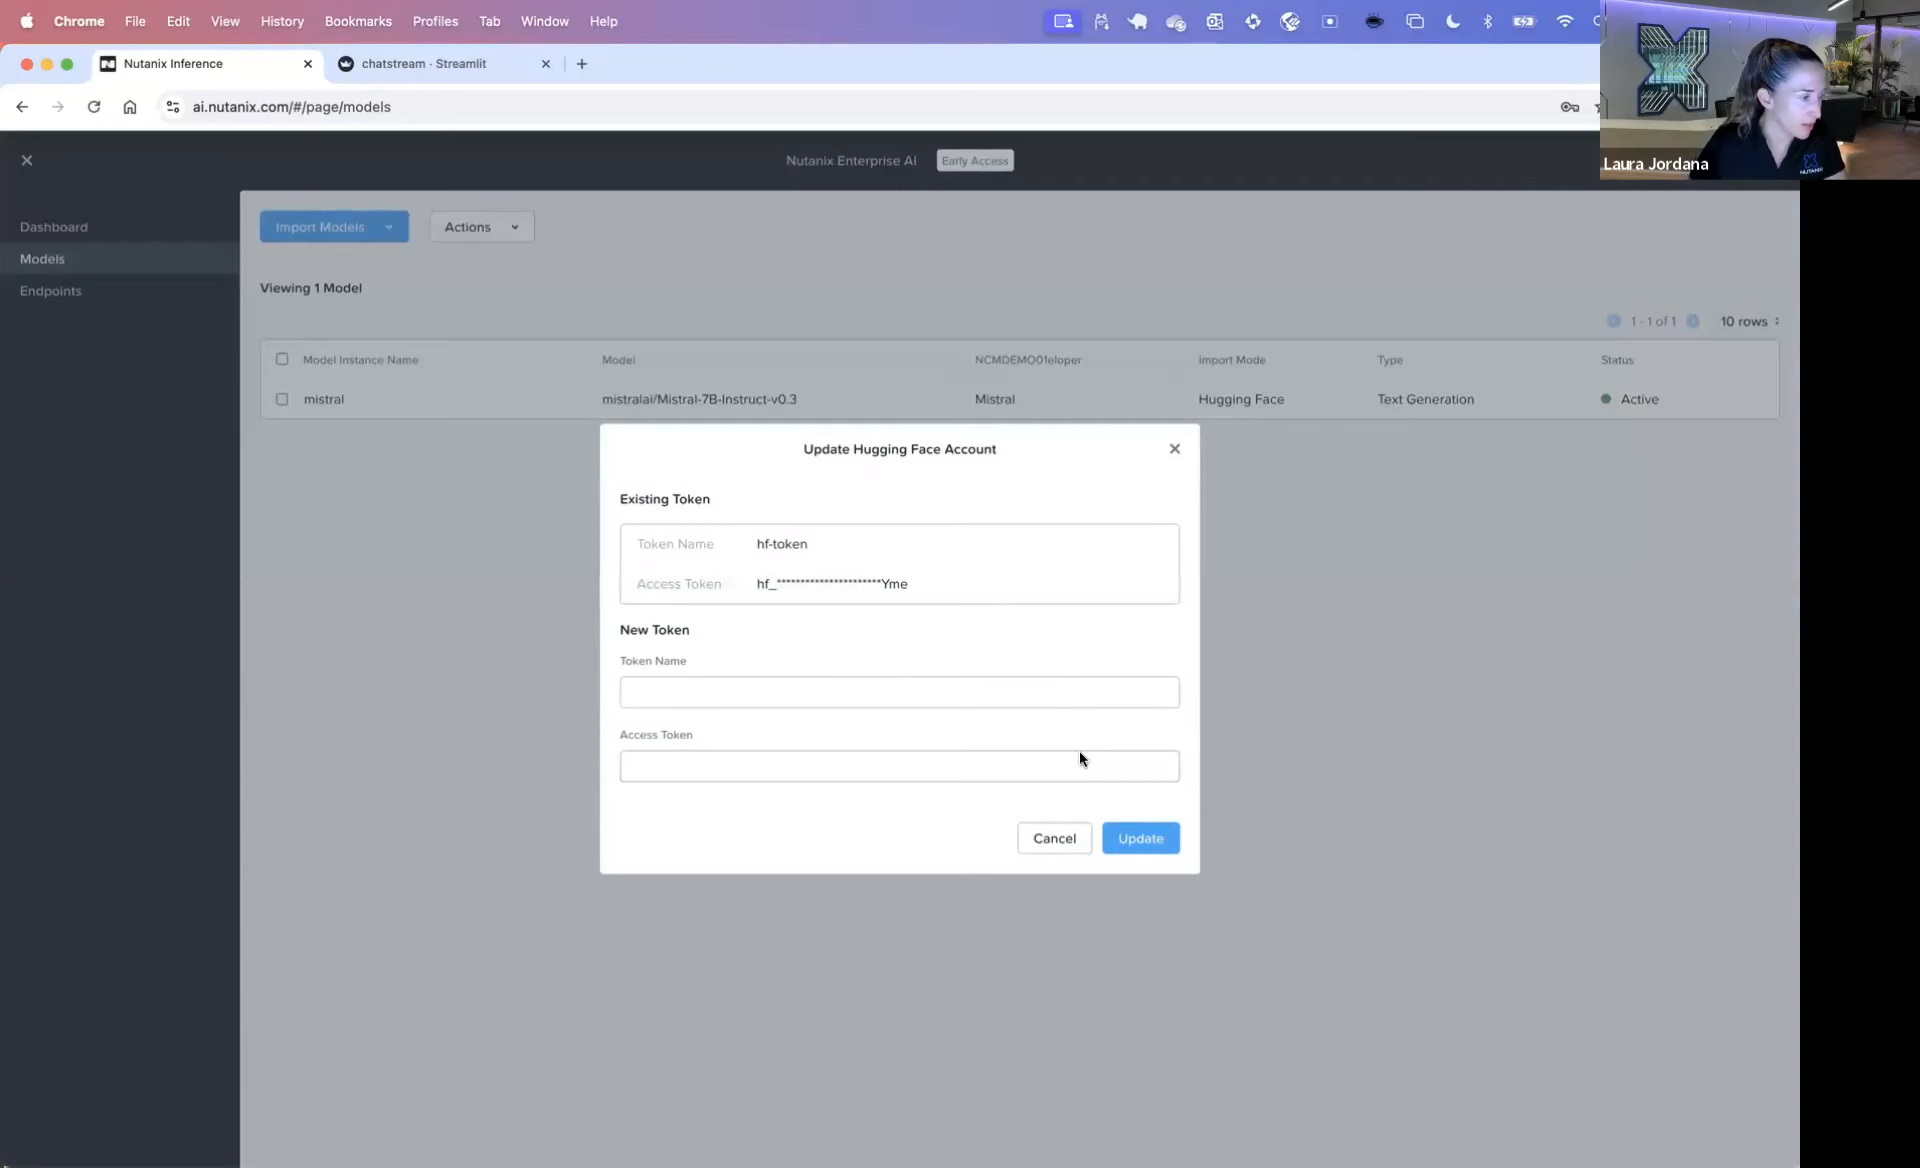 Chrome File Edit View History Bookmarks Profiles Tab Window Help
Nutanix Inference
chatstream · Streamlit
ai.nutanix.com/#/page/models
Laura Jordana
NUTANIX
Nutanix Enterprise AI Early Access
Dashboard
Models
Endpoints
Import Models
Actions
Viewing 1 Model
1 - 1 of 1 10 rows
Model Instance Name Model NCMDEMO01eloper Import Mode Type Status
mistral mistralai/Mistral-7B-Instruct-v0.3 Mistral Hugging Face Text Generation Active
Update Hugging Face Account
Existing Token
Token Name hf-token
Access Token hf_**********************Yme
New Token
Token Name
Access Token
Cancel Update